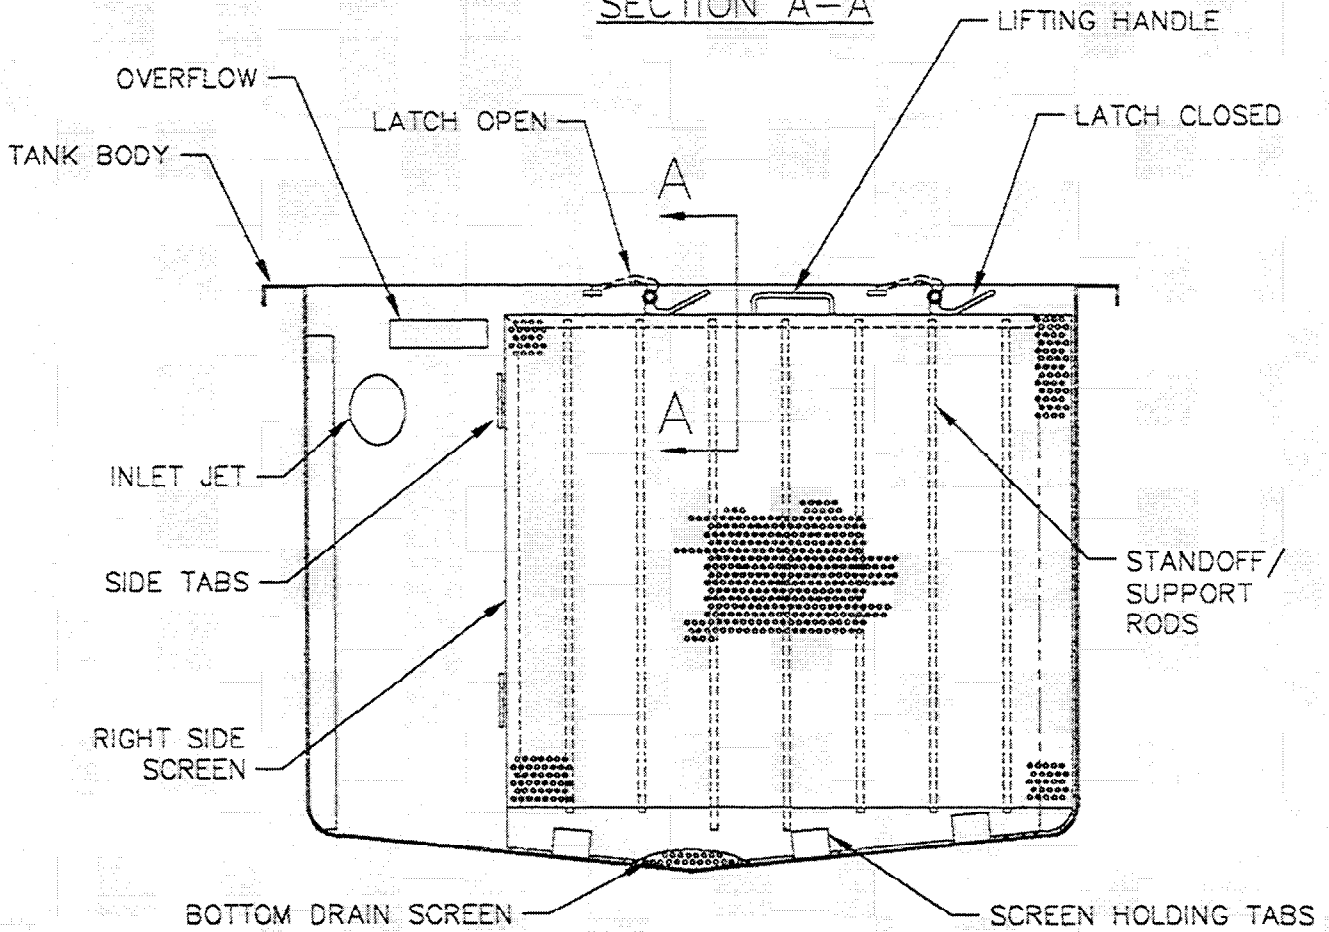 SECTION A-A
LIFTING HANDLE
OVERFLOW
LATCH OPEN
LATCH CLOSED
TANK BODY
A
A
INLET JET
SIDE TABS
STANDOFF/
SUPPORT
RODS
RIGHT SIDE
SCREEN
BOTTOM DRAIN SCREEN
SCREEN HOLDING TABS